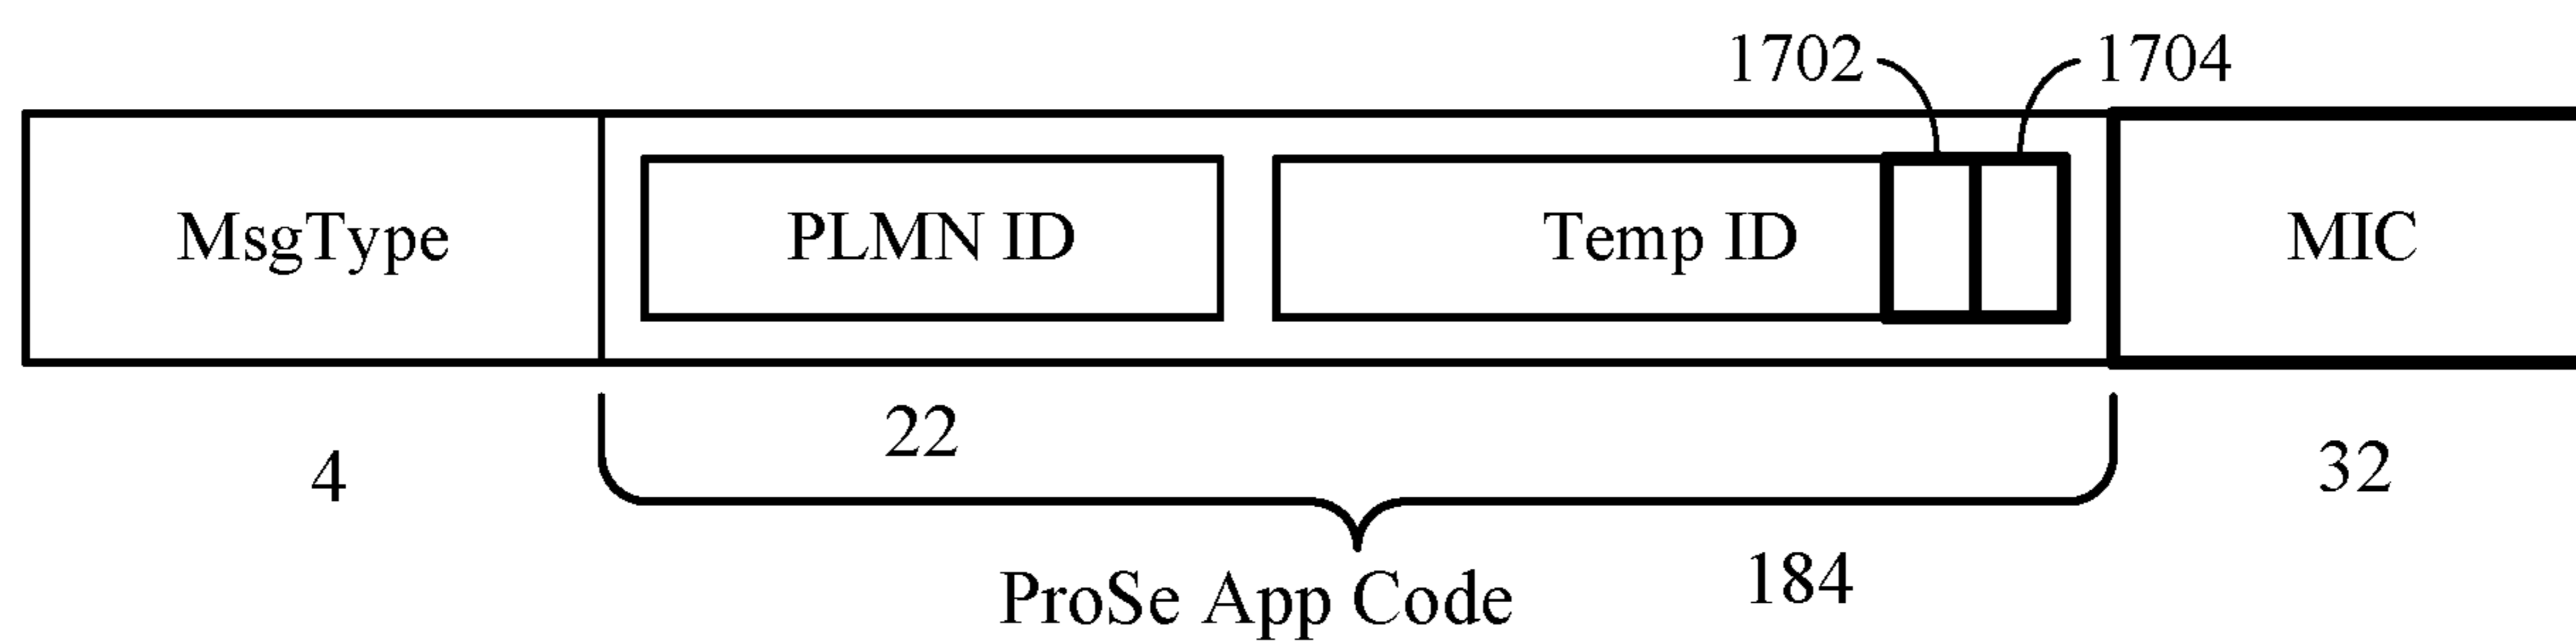 1702 1704
MsgType PLMN ID Temp ID MIC
22
4 32
184
ProSe App Code